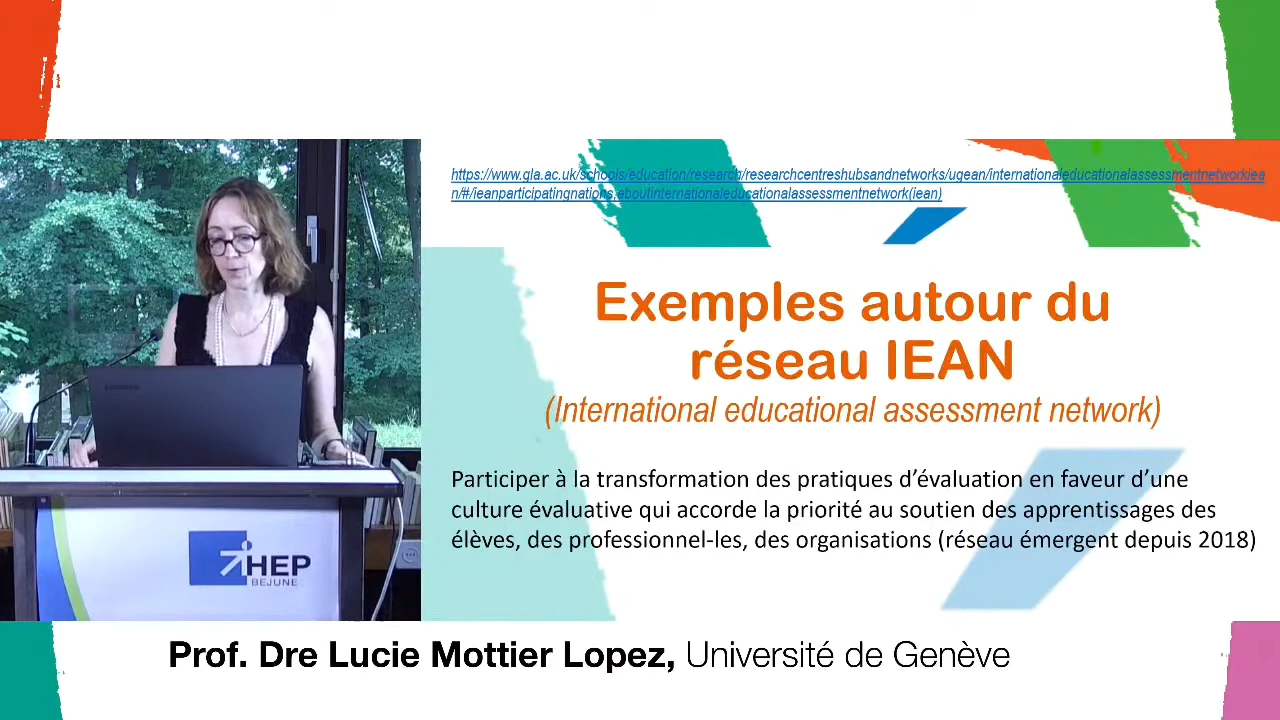 https://www.gla.ac.uk/schools/education/research/researchcentreshubsandnetworks/ugean/internationaleducationalassessmentnetworkiea
n/#/ieanparticipatingnations,aboutinternationaleducationalassessmentnetwork(iean)
Exemples autour du
réseau IEAN
(International educational assessment network)
Participer à la transformation des pratiques d’évaluation en faveur d’une
culture évaluative qui accorde la priorité au soutien des apprentissages des
élèves, des professionnel-les, des organisations (réseau émergent depuis 2018)
HEP
BEJUNE
Prof. Dre Lucie Mottier Lopez, Université de Genève